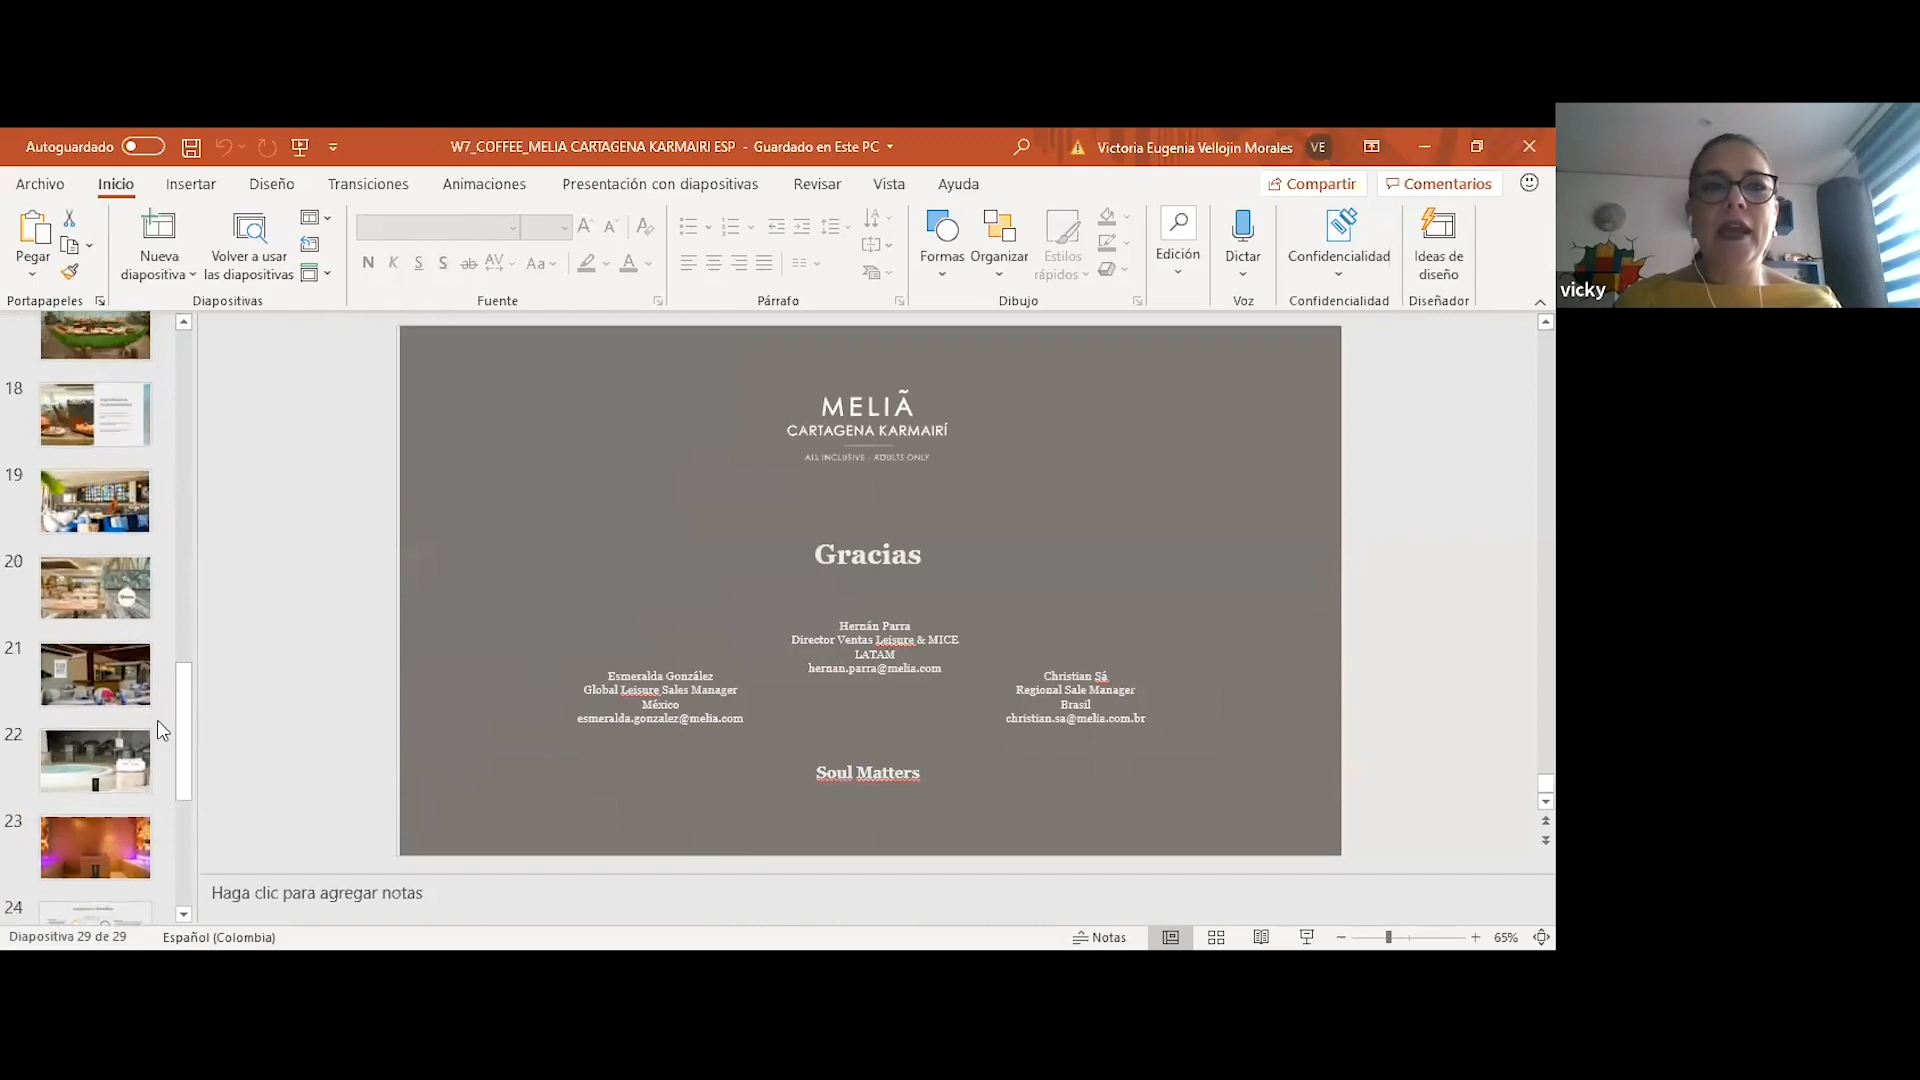 Autoguardado
W7_COFFEE_MELIA CARTAGENA KARMAIRI ESP - Guardado en Este PC
Victoria Eugenia Vellojin Morales
VE
Archivo
Inicio
Insertar
Diseño
Transiciones
Animaciones
Presentación con diapositivas
Revisar
Vista
Ayuda
Compartir
Comentarios
Pegar
Nueva
diapositiva
Volver a usar
las diapositivas
N K S S ab AV Aa A
Formas
Organizar
Estilos
rápidos
Edición
Dictar
Confidencialidad
Ideas de
diseño
Portapapeles
Diapositivas
Fuente
Párrafo
Dibujo
Voz
Confidencialidad
Diseñador
vicky
18
19
20
21
22
23
24
MELIÃ
CARTAGENA KARMAIRÍ
ALL INCLUSIVE · ADULTS ONLY
Gracias
Hernán Parra
Director Ventas Leisure & MICE
LATAM
hernan.parra@melia.com
Esmeralda González
Global Leisure Sales Manager
México
esmeralda.gonzalez@melia.com
Christian Sá
Regional Sale Manager
Brasil
christian.sa@melia.com.br
Soul Matters
Haga clic para agregar notas
Diapositiva 29 de 29
Español (Colombia)
Notas
65%